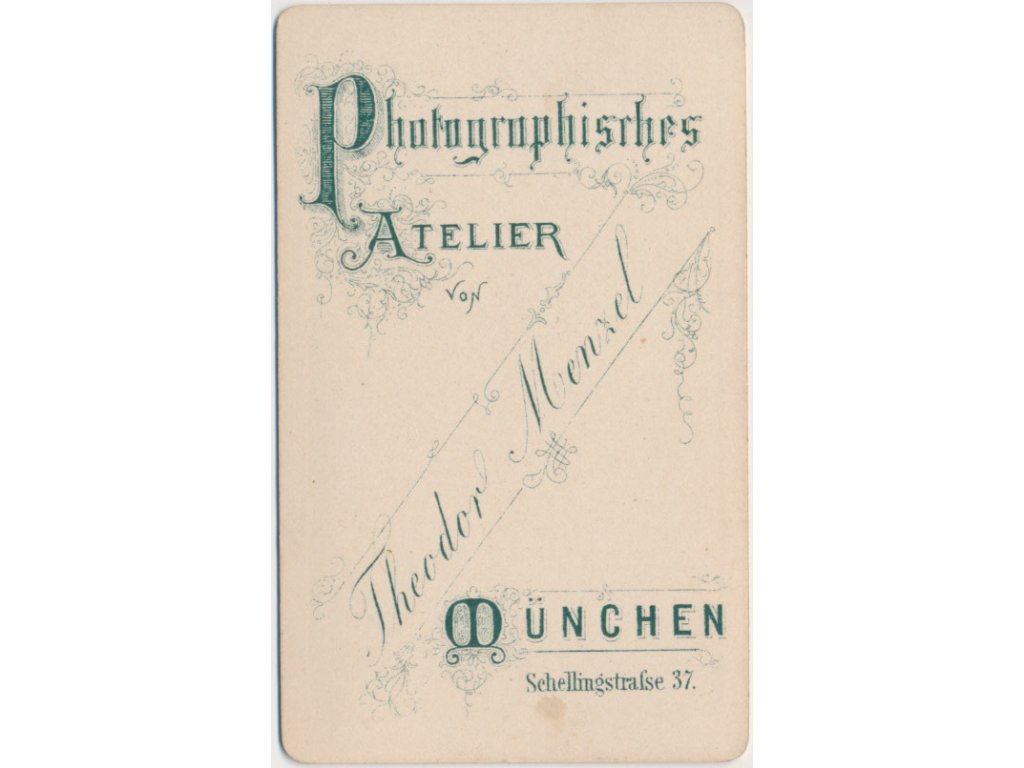 Photographisches
ATELIER
VON
Theodor Menzel
MÜNCHEN
Schellingstraſse 37.